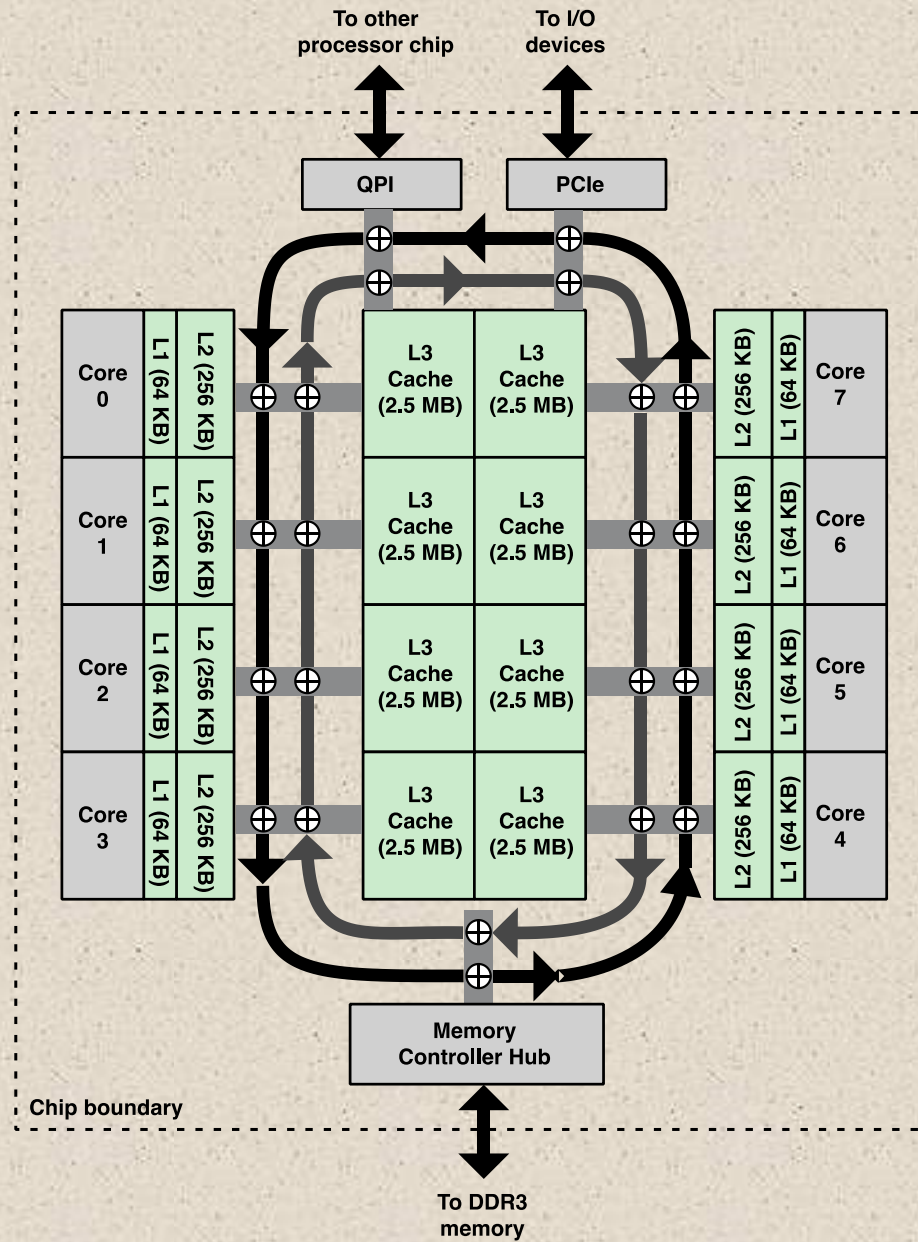 To other
processor chip
To I/O
devices
QPI
PCIe
Core
0
L1 (64 KB)
L2 (256 KB)
L3
Cache
(2.5 MB)
L3
Cache
(2.5 MB)
L2 (256 KB)
L1 (64 KB)
Core
7
Core
1
L1 (64 KB)
L2 (256 KB)
L3
Cache
(2.5 MB)
L3
Cache
(2.5 MB)
L2 (256 KB)
L1 (64 KB)
Core
6
Core
2
L1 (64 KB)
L2 (256 KB)
L3
Cache
(2.5 MB)
L3
Cache
(2.5 MB)
L2 (256 KB)
L1 (64 KB)
Core
5
Core
3
L1 (64 KB)
L2 (256 KB)
L3
Cache
(2.5 MB)
L3
Cache
(2.5 MB)
L2 (256 KB)
L1 (64 KB)
Core
4
Memory
Controller Hub
Chip boundary
To DDR3
memory